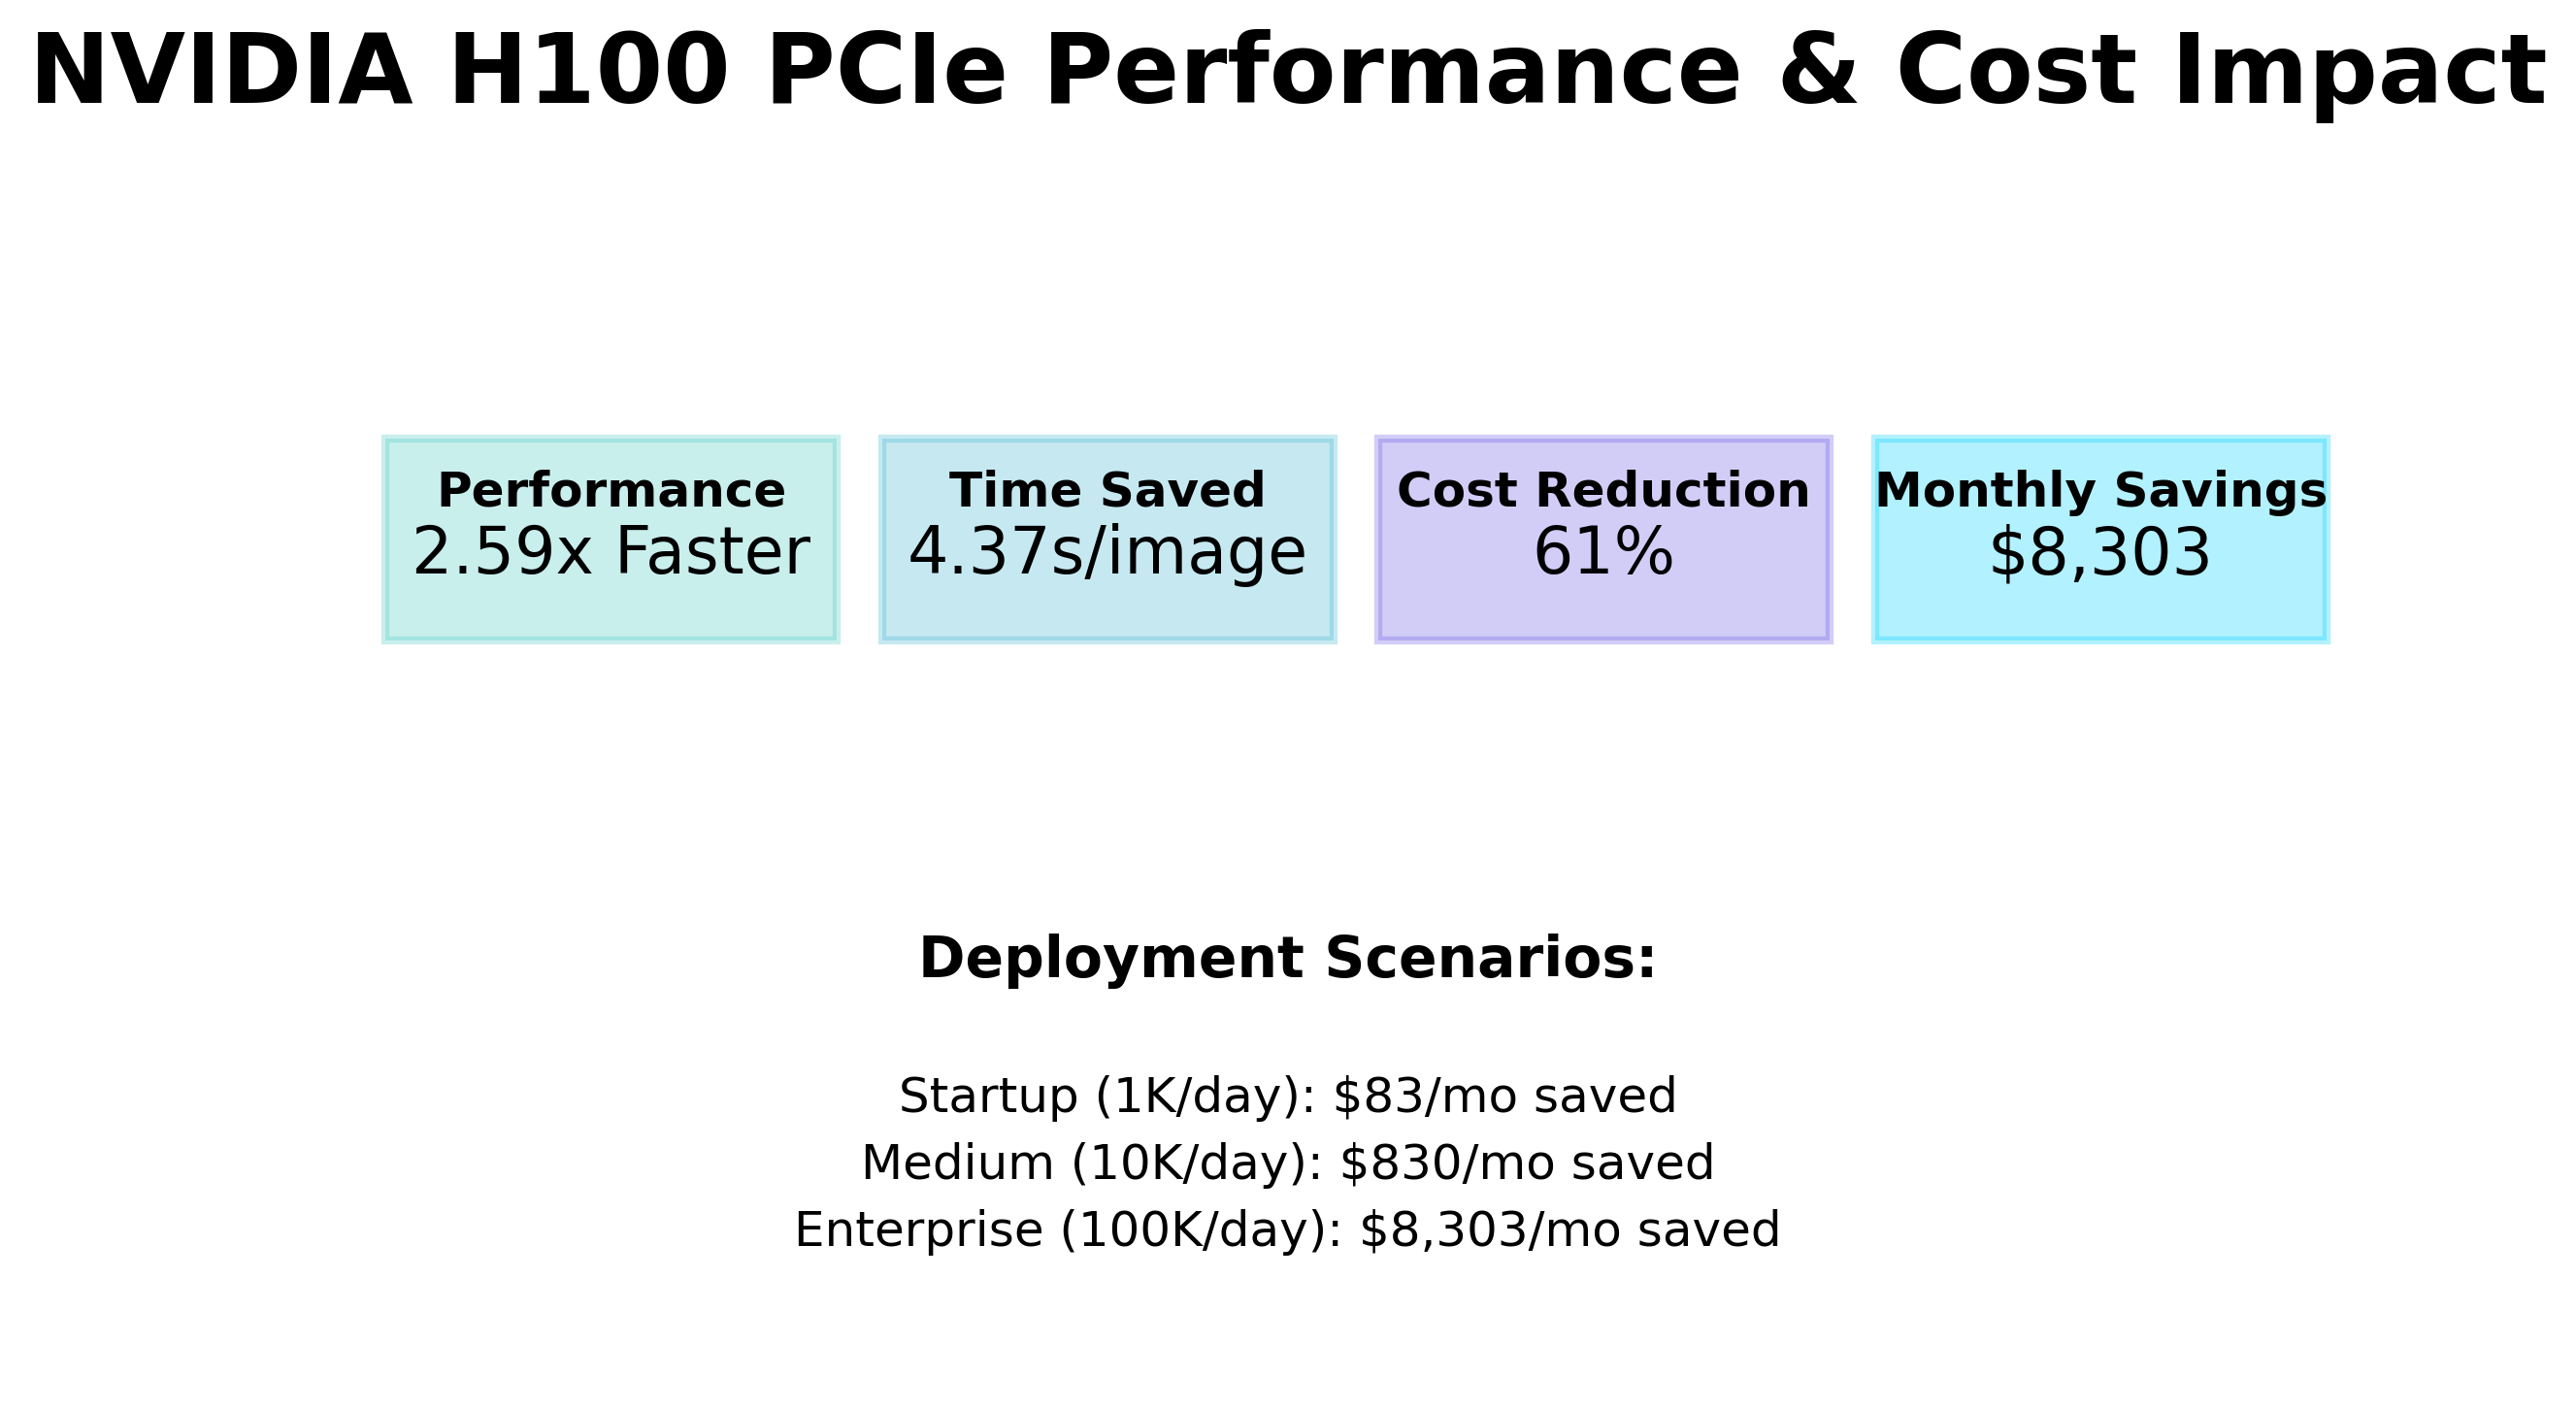 NVIDIA H100 PCIe Performance & Cost Impact
Performance
2.59x Faster
Time Saved
4.37s/image
Cost Reduction
61%
Monthly Savings
$8,303
Deployment Scenarios:
Startup (1K/day): $83/mo saved
Medium (10K/day): $830/mo saved
Enterprise (100K/day): $8,303/mo saved